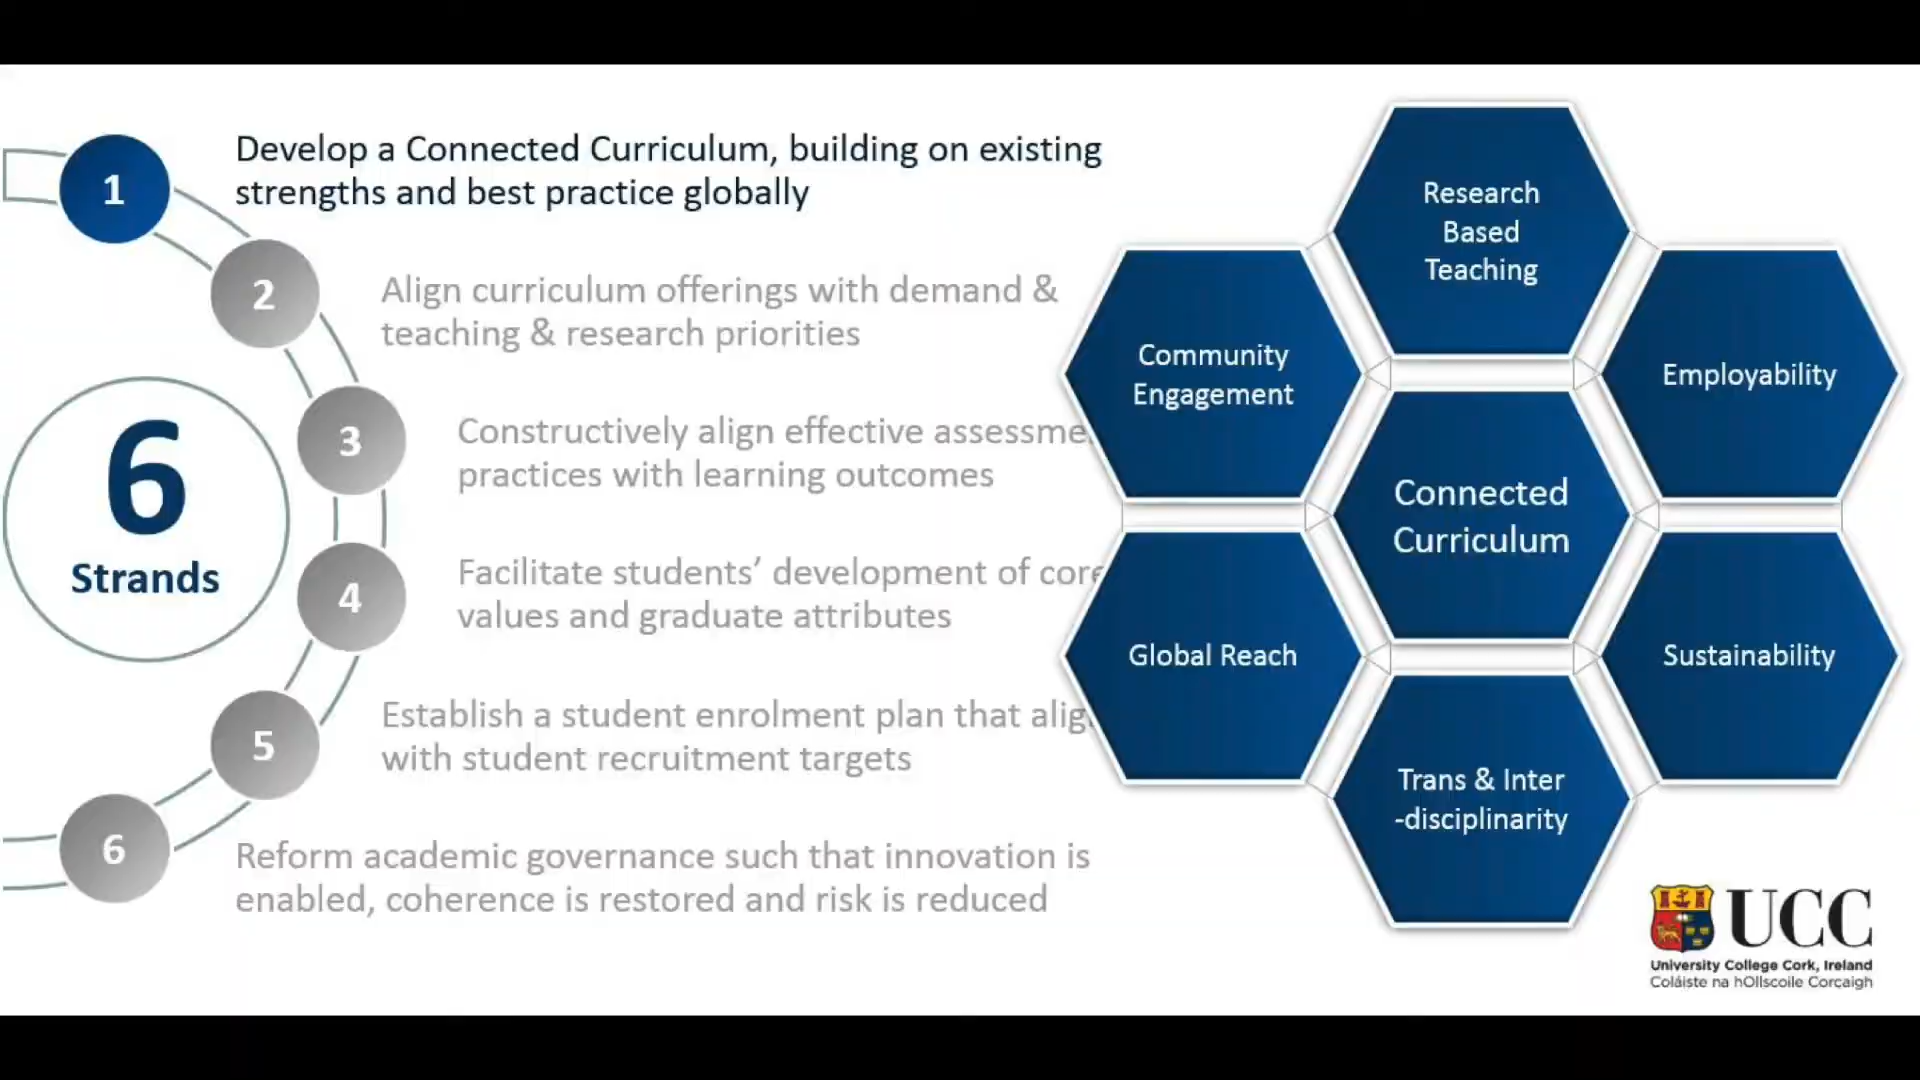 1
Develop a Connected Curriculum, building on existing
strengths and best practice globally
2
Align curriculum offerings with demand &
teaching & research priorities
3
Constructively align effective assessme
practices with learning outcomes
6
Strands
4
Facilitate students’ development of core
values and graduate attributes
5
Establish a student enrolment plan that alig
with student recruitment targets
6
Reform academic governance such that innovation is
enabled, coherence is restored and risk is reduced
Research
Based
Teaching
Community
Engagement
Employability
Connected
Curriculum
Global Reach
Sustainability
Trans & Inter
-disciplinarity
UCC
University College Cork, Ireland
Coláiste na hOllscoile Corcaigh